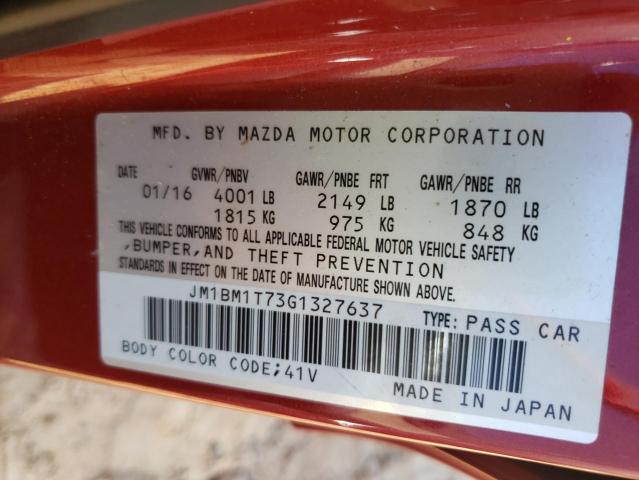 MFD. BY MAZDA MOTOR CORPORATION
DATE GVWR/PNBV GAWR/PNBE FRT GAWR/PNBE RR
01/16 4001 LB 2149 LB 1870 LB
1815 KG 975 KG 848 KG
THIS VEHICLE CONFORMS TO ALL APPLICABLE FEDERAL MOTOR VEHICLE SAFETY
,BUMPER,AND THEFT PREVENTION
STANDARDS IN EFFECT ON THE DATE OF MANUFACTURE SHOWN ABOVE.
JM1BM1T73G1327637 TYPE: PASS CAR
BODY COLOR CODE;41V MADE IN JAPAN